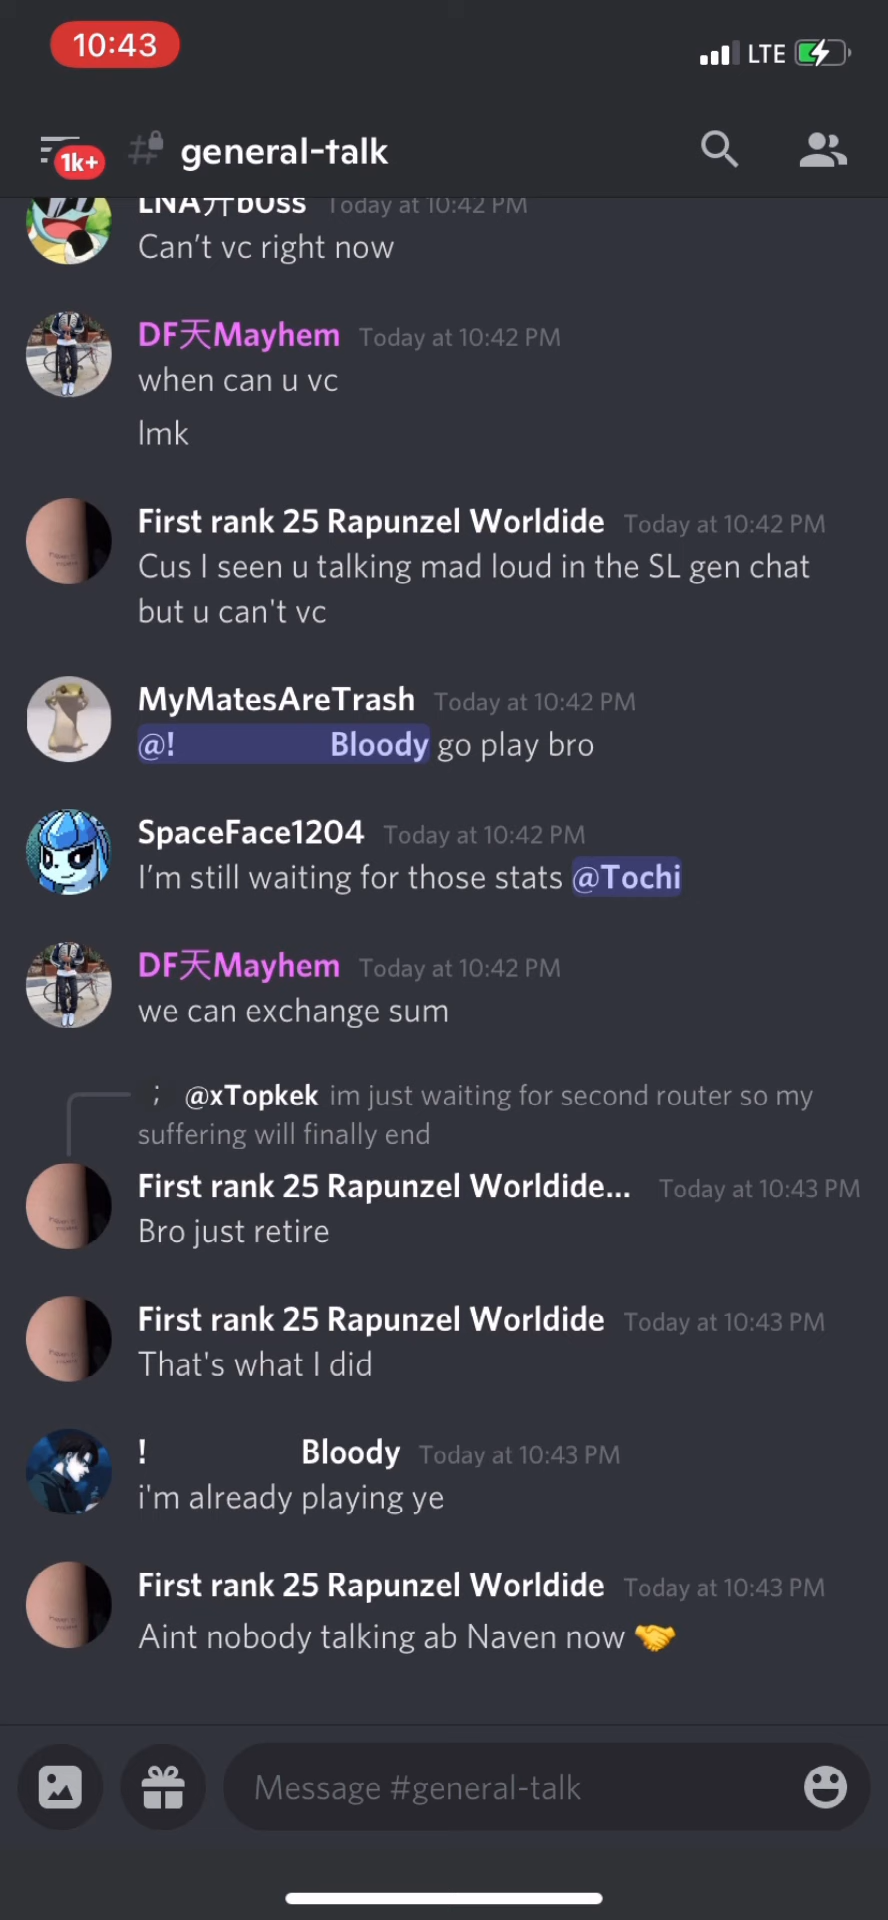 10:43
LTE
1k+
general-talk
LNA升boss Today at 10:42 PM
Can’t vc right now
DF天Mayhem Today at 10:42 PM
when can u vc
lmk
First rank 25 Rapunzel Worldide Today at 10:42 PM
Cus I seen u talking mad loud in the SL gen chat
but u can't vc
MyMatesAreTrash Today at 10:42 PM
@! Bloody go play bro
SpaceFace1204 Today at 10:42 PM
I’m still waiting for those stats @Tochi
DF天Mayhem Today at 10:42 PM
we can exchange sum
; @xTopkek im just waiting for second router so my
suffering will finally end
First rank 25 Rapunzel Worldide... Today at 10:43 PM
Bro just retire
First rank 25 Rapunzel Worldide Today at 10:43 PM
That's what I did
! Bloody Today at 10:43 PM
i'm already playing ye
First rank 25 Rapunzel Worldide Today at 10:43 PM
Aint nobody talking ab Naven now 🤝
Message #general-talk